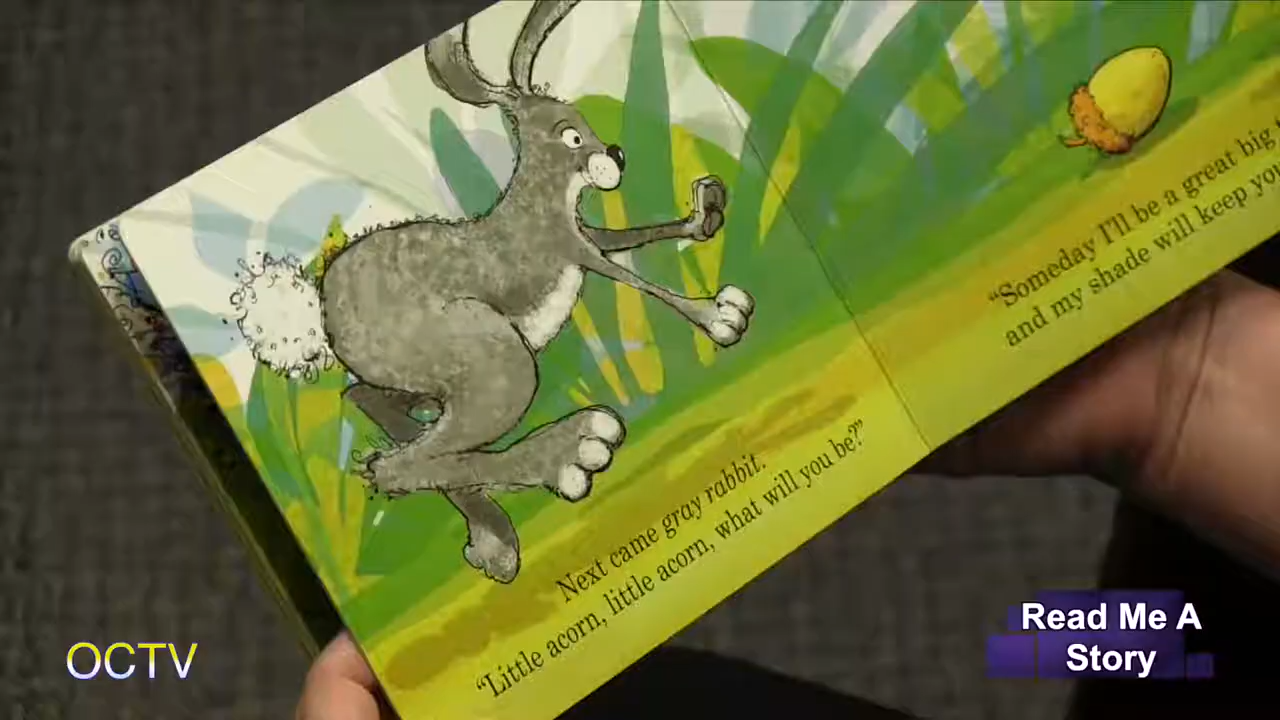 Next came gray rabbit.
“Little acorn, little acorn, what will you be?”
“Someday I'll be a great big
and my shade will keep
OCTV
Read Me A
Story